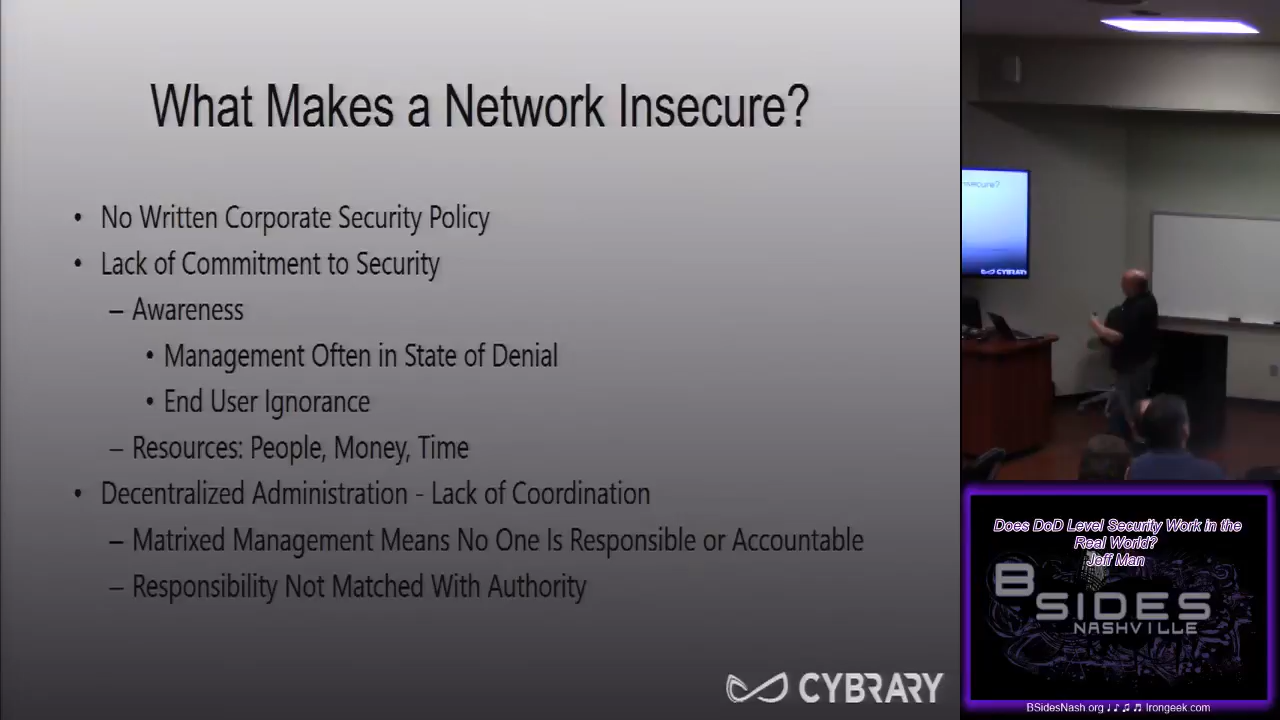 What Makes a Network Insecure?
• No Written Corporate Security Policy
• Lack of Commitment to Security
– Awareness
• Management Often in State of Denial
• End User Ignorance
– Resources: People, Money, Time
• Decentralized Administration - Lack of Coordination
– Matrixed Management Means No One Is Responsible or Accountable
– Responsibility Not Matched With Authority
CYBRARY
CYBRARY
Does DoD Level Security Work in the
Real World?
Jeff Man
BSIDES
NASHVILLE
BSidesNash.org ♩♪♫♬ Irongeek.com